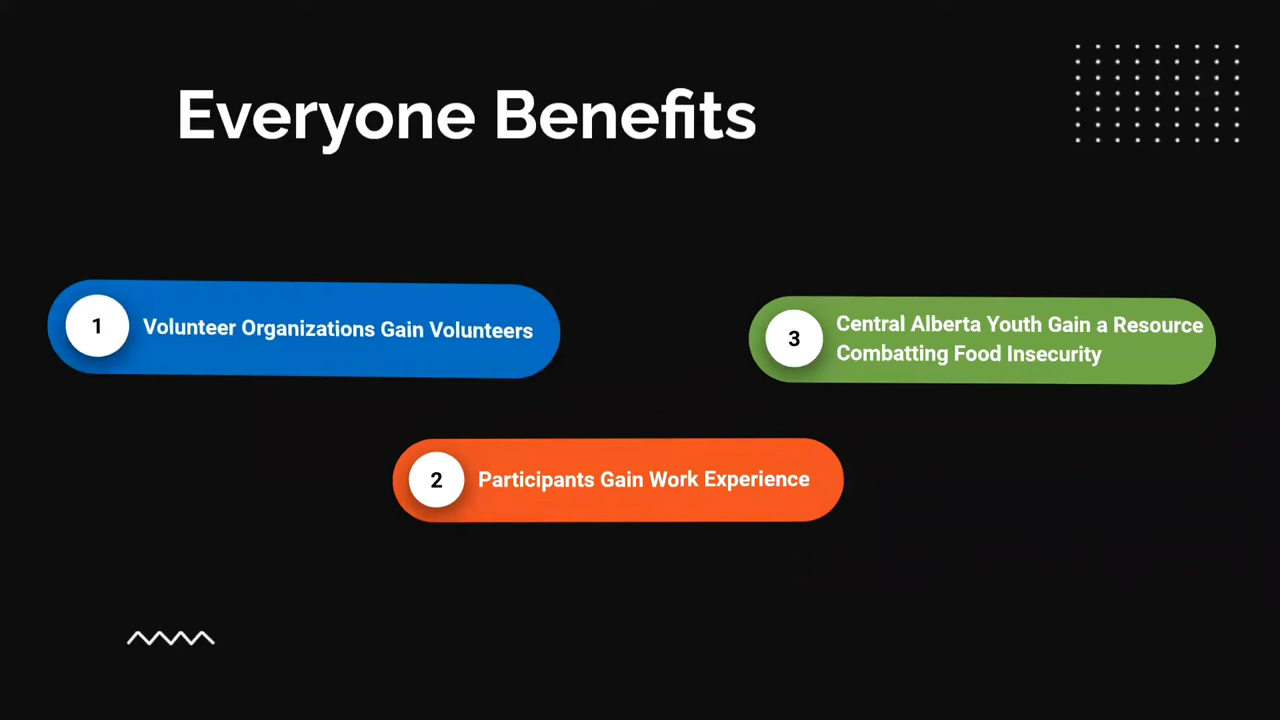 Everyone Benefits
1
Volunteer Organizations Gain Volunteers
2
Participants Gain Work Experience
3
Central Alberta Youth Gain a Resource
Combatting Food Insecurity